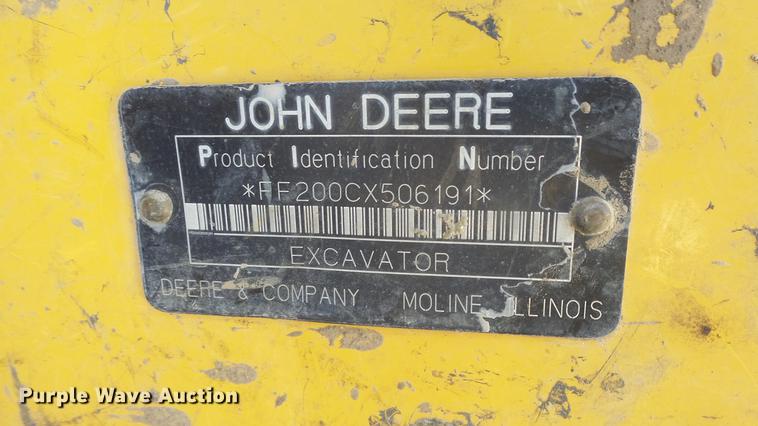 JOHN DEERE
Product Identification Number
*FF200CX506191*
EXCAVATOR
DEERE & COMPANY MOLINE ILLINOIS
Purple Wave Auction